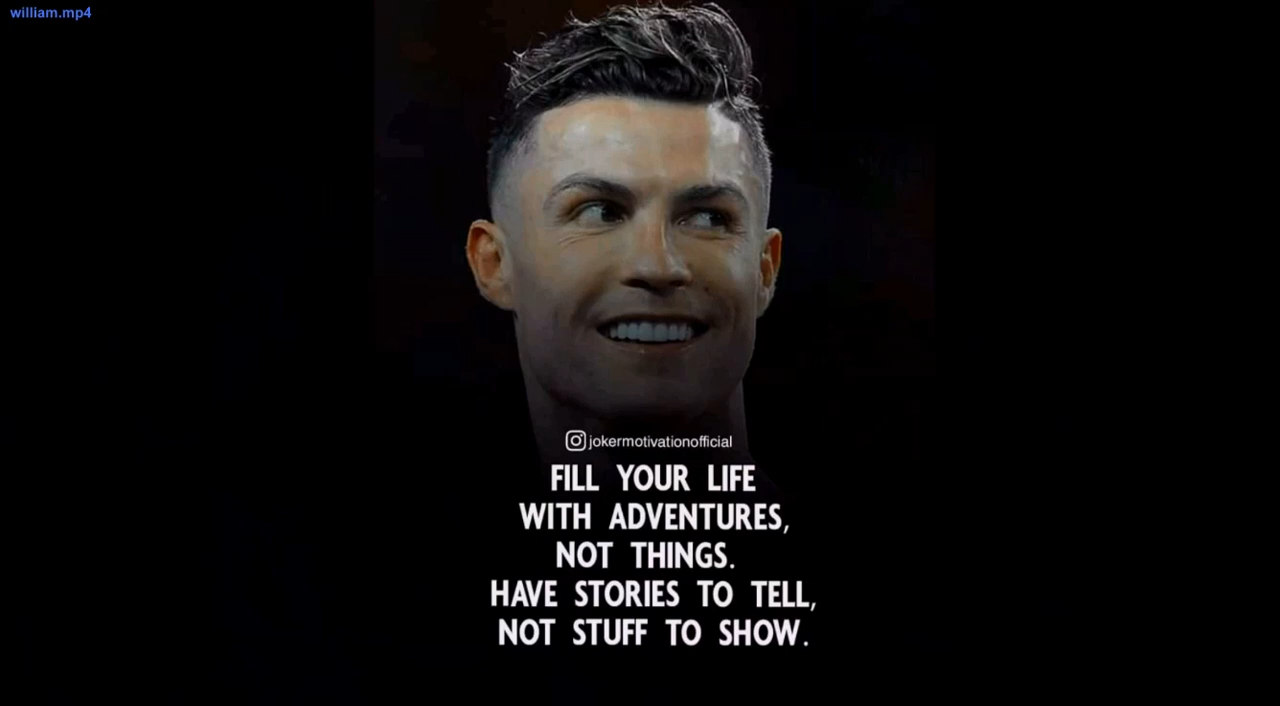 william.mp4
jokermotivationofficial
FILL YOUR LIFE
WITH ADVENTURES,
NOT THINGS.
HAVE STORIES TO TELL,
NOT STUFF TO SHOW.